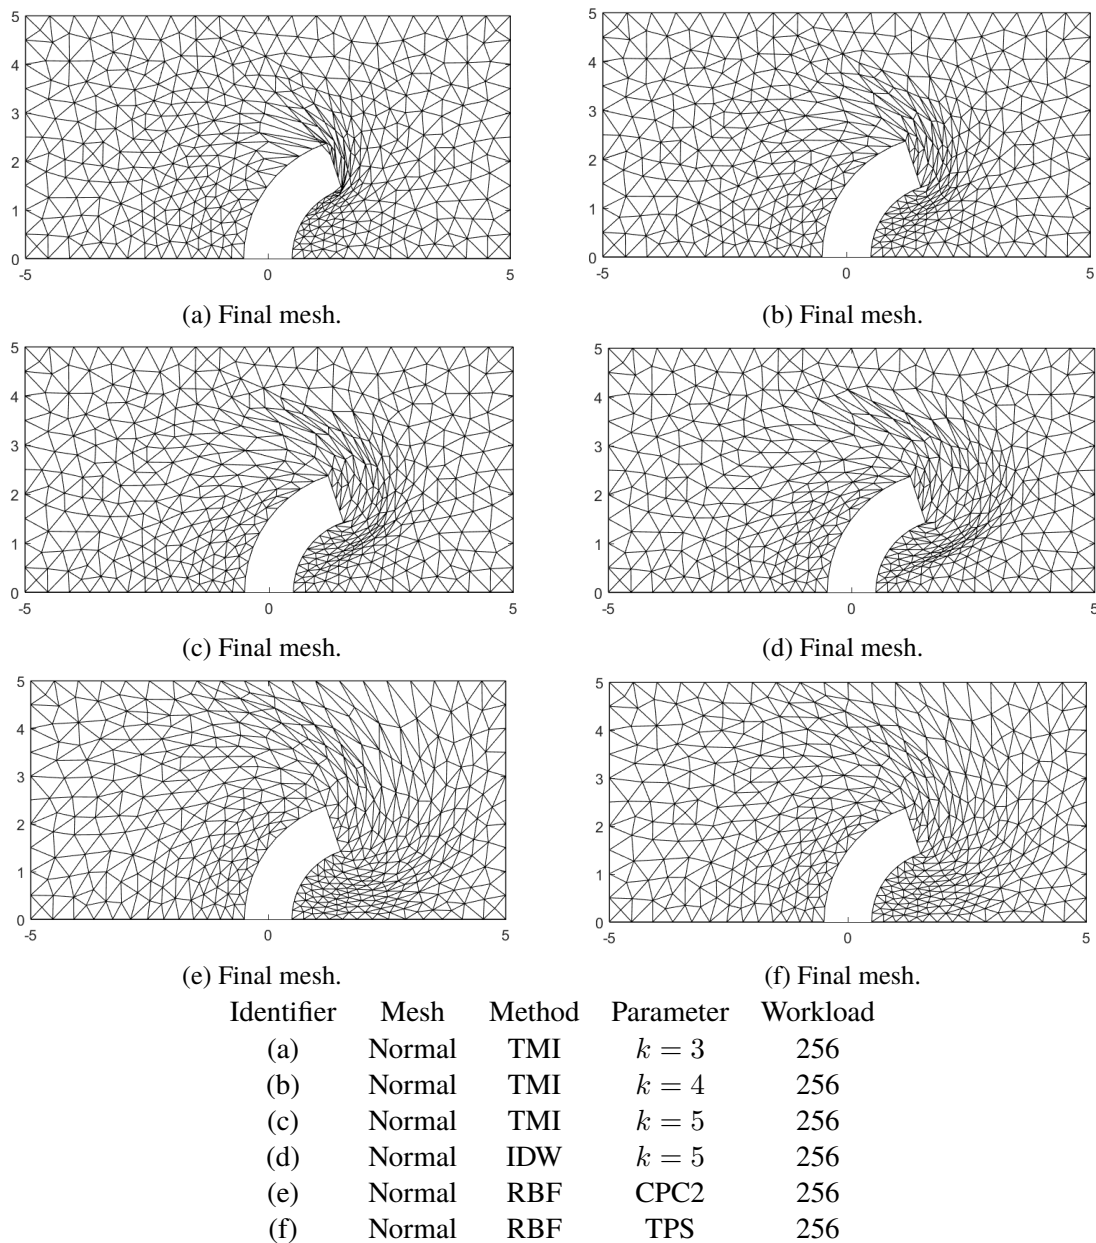 5
4
3
2
1
0
-5 0 5
(a) Final mesh.
5
4
3
2
1
0
-5 0 5
(b) Final mesh.
5
4
3
2
1
0
-5 0 5
(c) Final mesh.
5
4
3
2
1
0
-5 0 5
(d) Final mesh.
5
4
3
2
1
0
-5 0 5
(e) Final mesh.
5
4
3
2
1
0
-5 0 5
(f) Final mesh.
Identifier Mesh Method Parameter Workload
(a) Normal TMI k = 3 256
(b) Normal TMI k = 4 256
(c) Normal TMI k = 5 256
(d) Normal IDW k = 5 256
(e) Normal RBF CPC2 256
(f) Normal RBF TPS 256